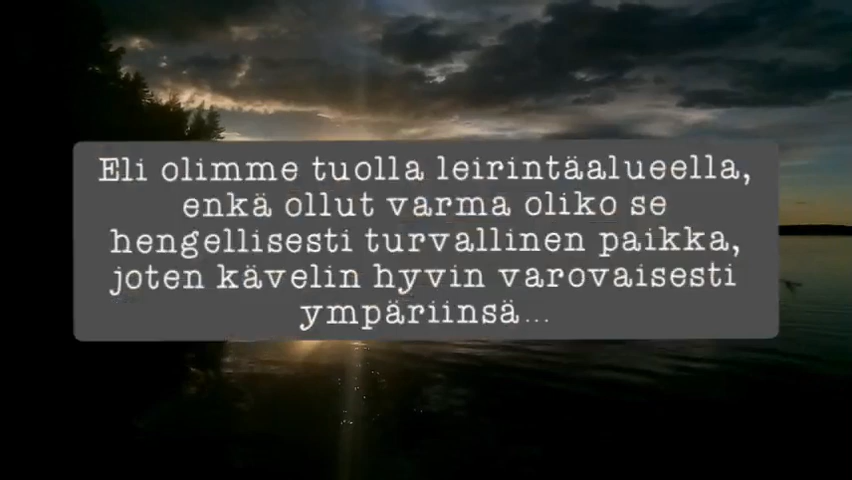 Eli olimme tuolla leirintäalueella,
enkä ollut varma oliko se
hengellisesti turvallinen paikka,
joten kävelin hyvin varovaisesti
ympäriinsä...